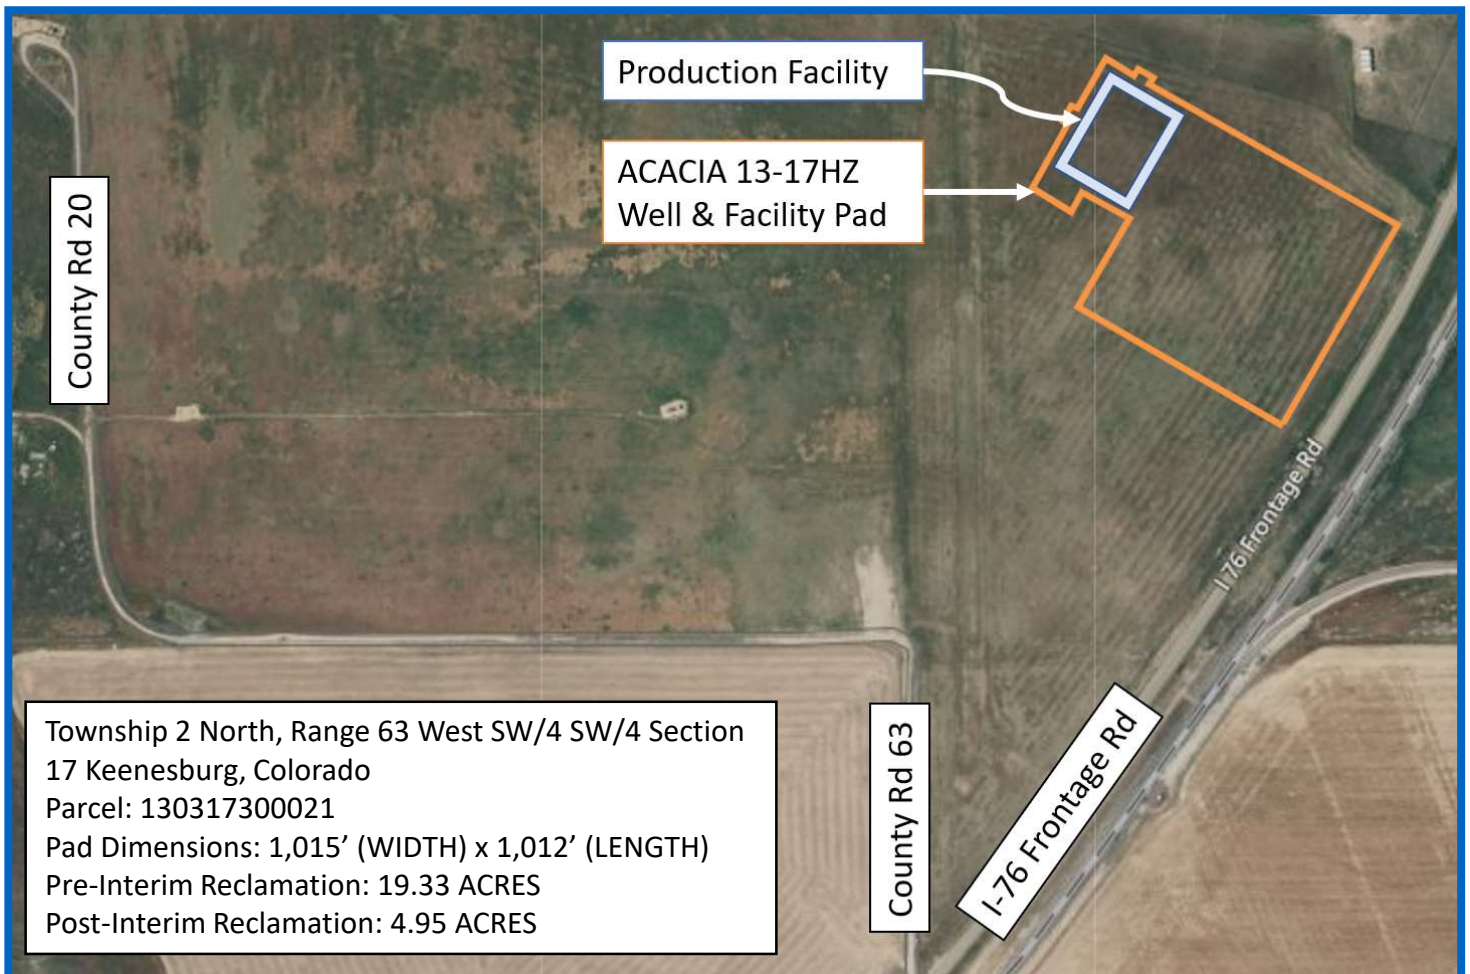 Production Facility
ACACIA 13-17HZ
Well & Facility Pad
County Rd 20
I 76 Frontage Rd
County Rd 63
I-76 Frontage Rd
Township 2 North, Range 63 West SW/4 SW/4 Section
17 Keenesburg, Colorado
Parcel: 130317300021
Pad Dimensions: 1,015’ (WIDTH) x 1,012’ (LENGTH)
Pre-Interim Reclamation: 19.33 ACRES
Post-Interim Reclamation: 4.95 ACRES